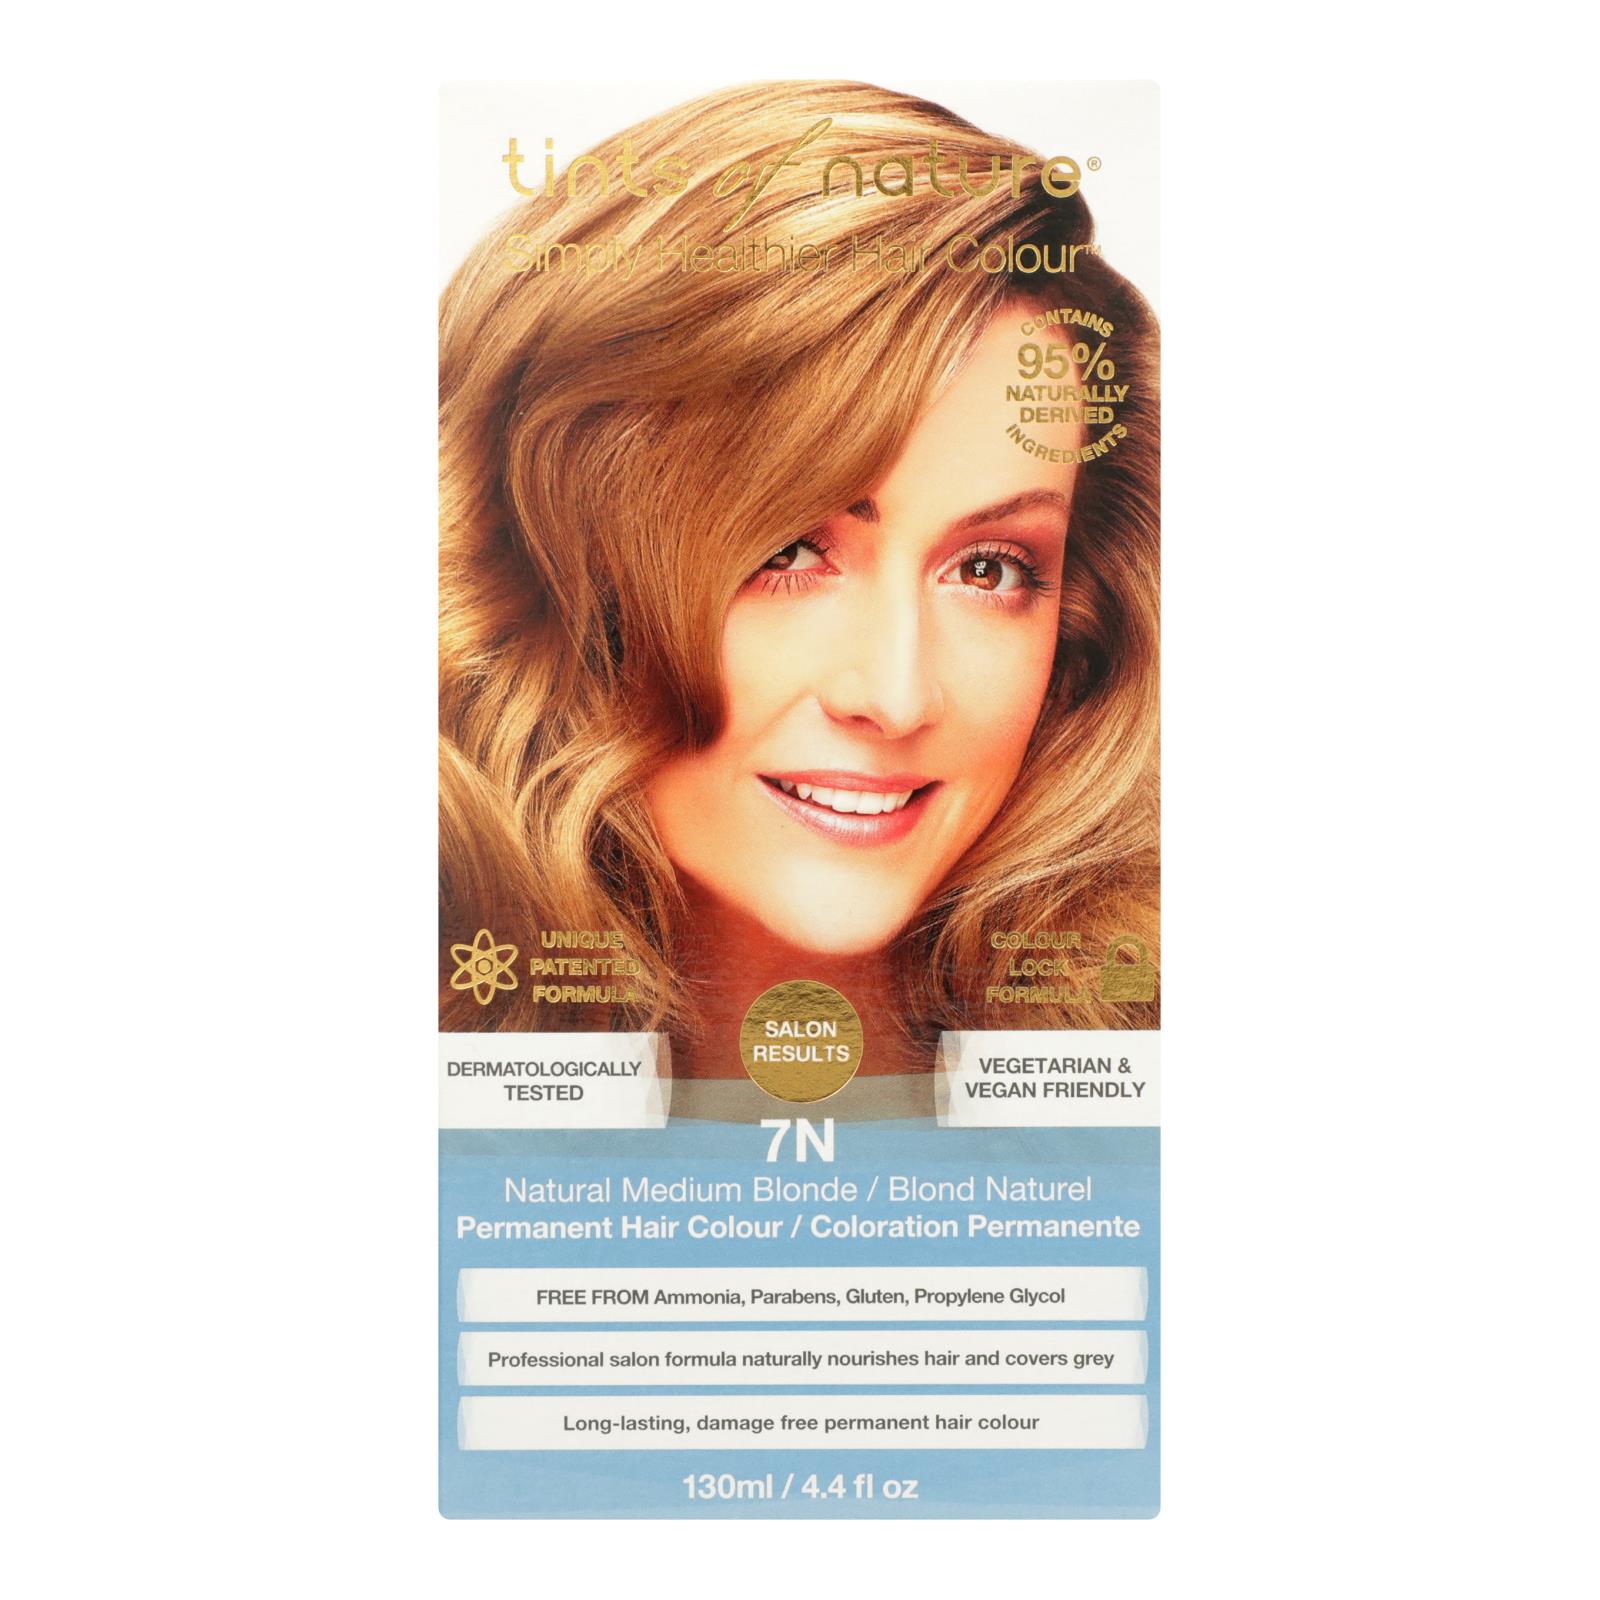 tints of nature®
Simply Healthier Hair Colour™
CONTAINS
95%
NATURALLY
DERIVED
INGREDIENTS
UNIQUE
PATENTED
FORMULA
COLOUR
LOCK
FORMULA
SALON
RESULTS
DERMATOLOGICALLY
TESTED
VEGETARIAN &
VEGAN FRIENDLY
7N
Natural Medium Blonde / Blond Naturel
Permanent Hair Colour / Coloration Permanente
FREE FROM Ammonia, Parabens, Gluten, Propylene Glycol
Professional salon formula naturally nourishes hair and covers grey
Long-lasting, damage free permanent hair colour
130ml / 4.4 fl oz